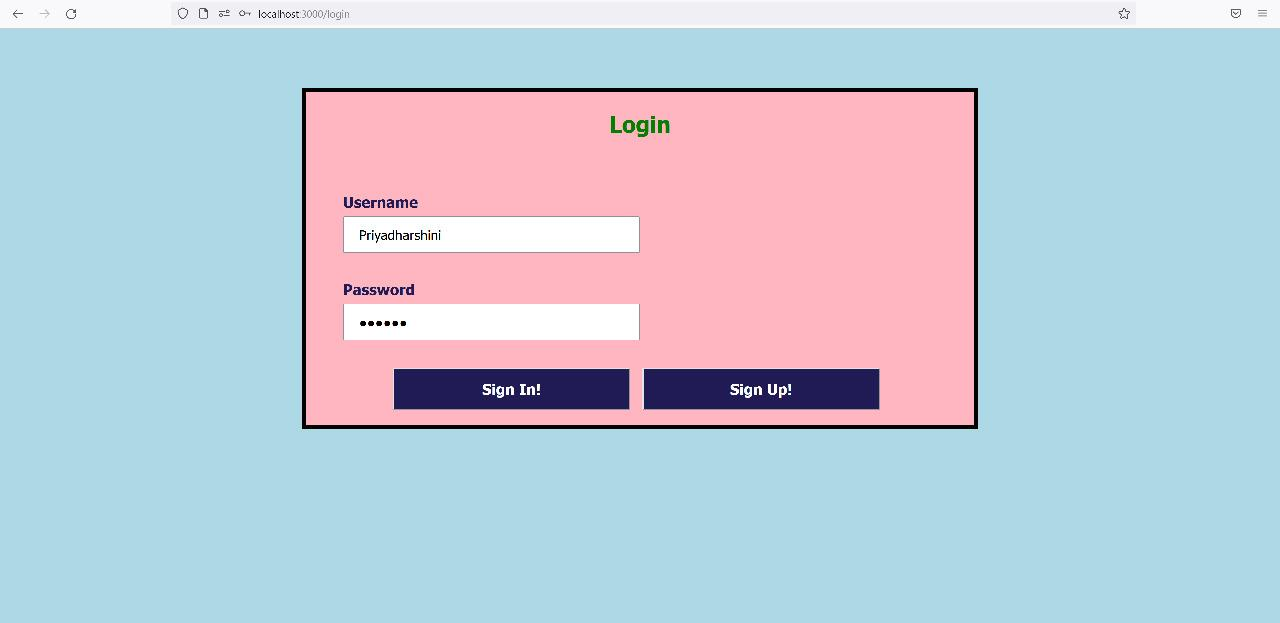 localhost:3000/login
Login
Username
Priyadharshini
Password
••••••
Sign In!
Sign Up!